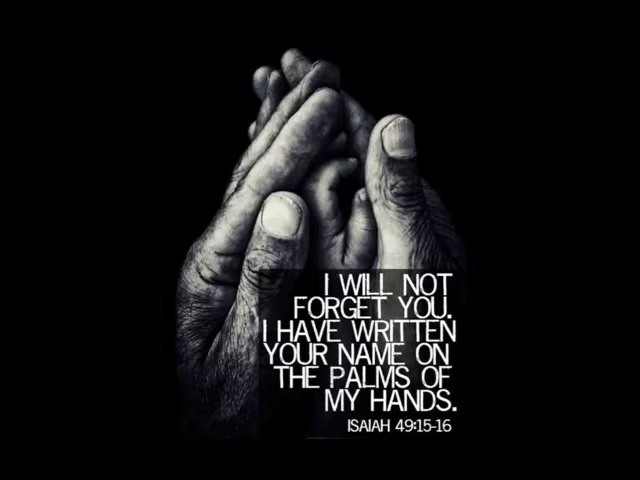 I WILL NOT
FORGET YOU.
I HAVE WRITTEN
YOUR NAME ON
THE PALMS OF
MY HANDS.
ISAIAH 49:15-16